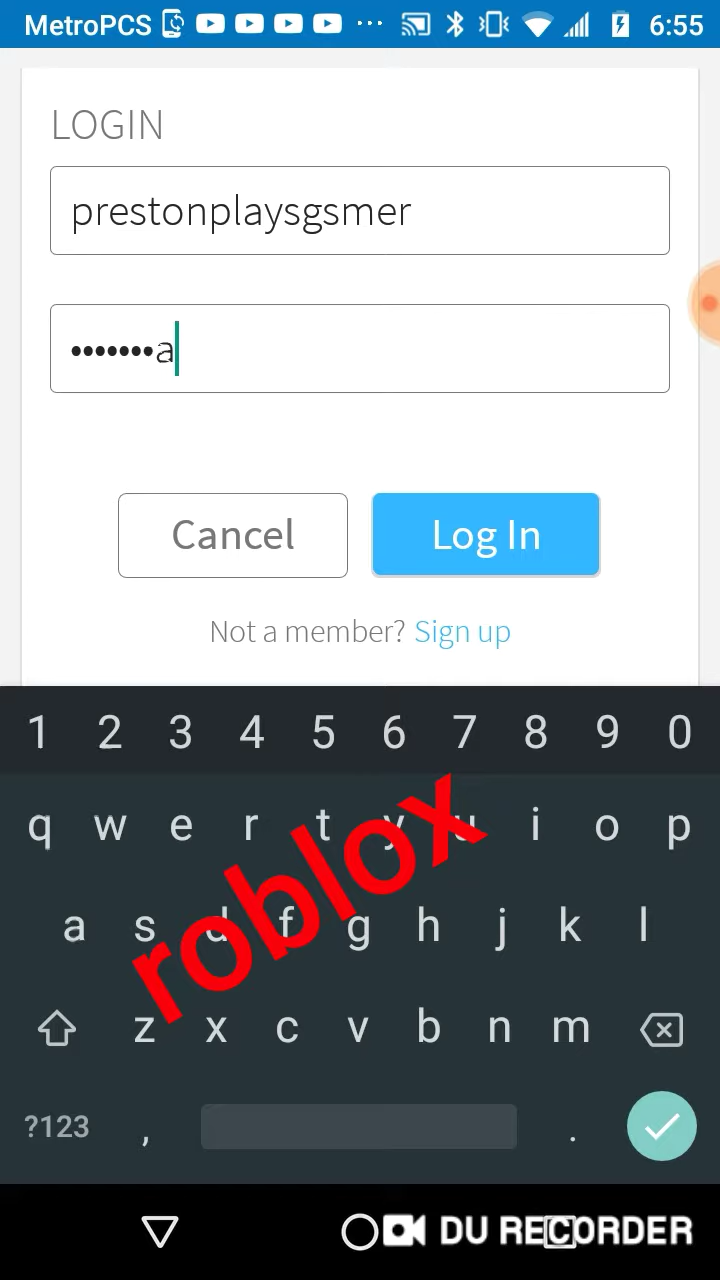 MetroPCS ... 6:55
LOGIN
prestonplaysgsmer
•••••••a
Cancel Log In
Not a member? Sign up
1 2 3 4 5 6 7 8 9 0
q w e r t y u i o p
roblox
a s d f g h j k l
z x c v b n m
?123 , .
DU RECORDER